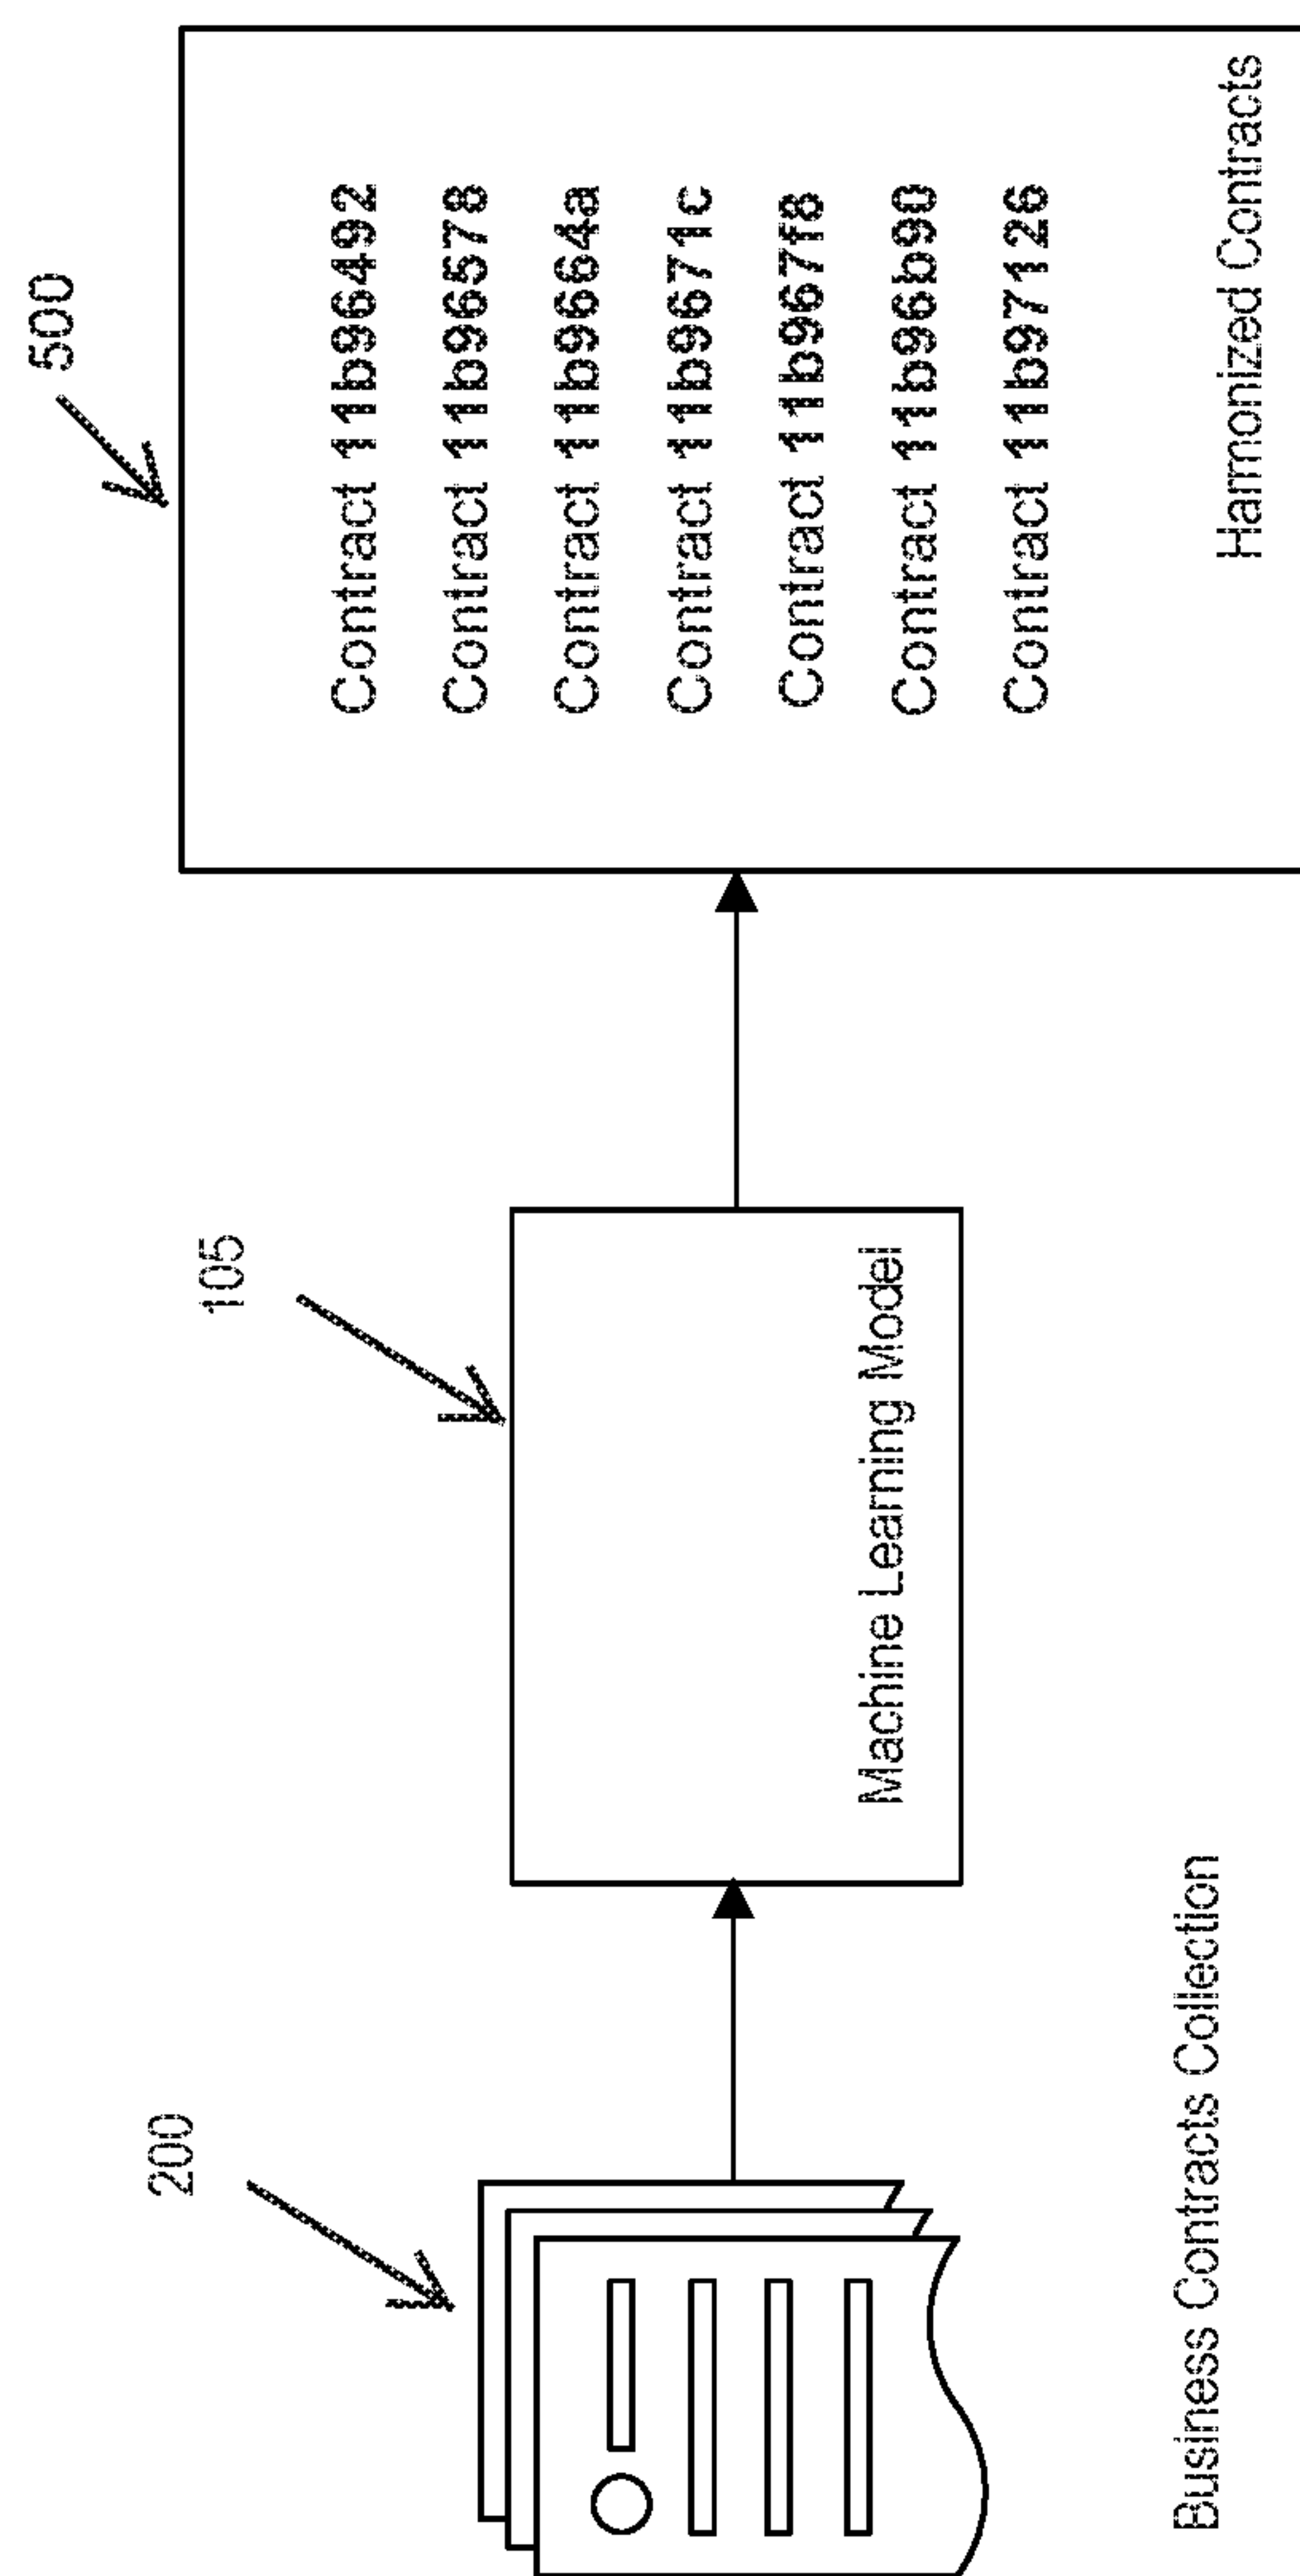 200
Business Contracts Collection
105
Machine Learning Model
500
Contract 11b96492
Contract 11b96578
Contract 11b9664a
Contract 11b9671c
Contract 11b967f8
Contract 11b96b90
Contract 11b97126
Harmonized Contracts